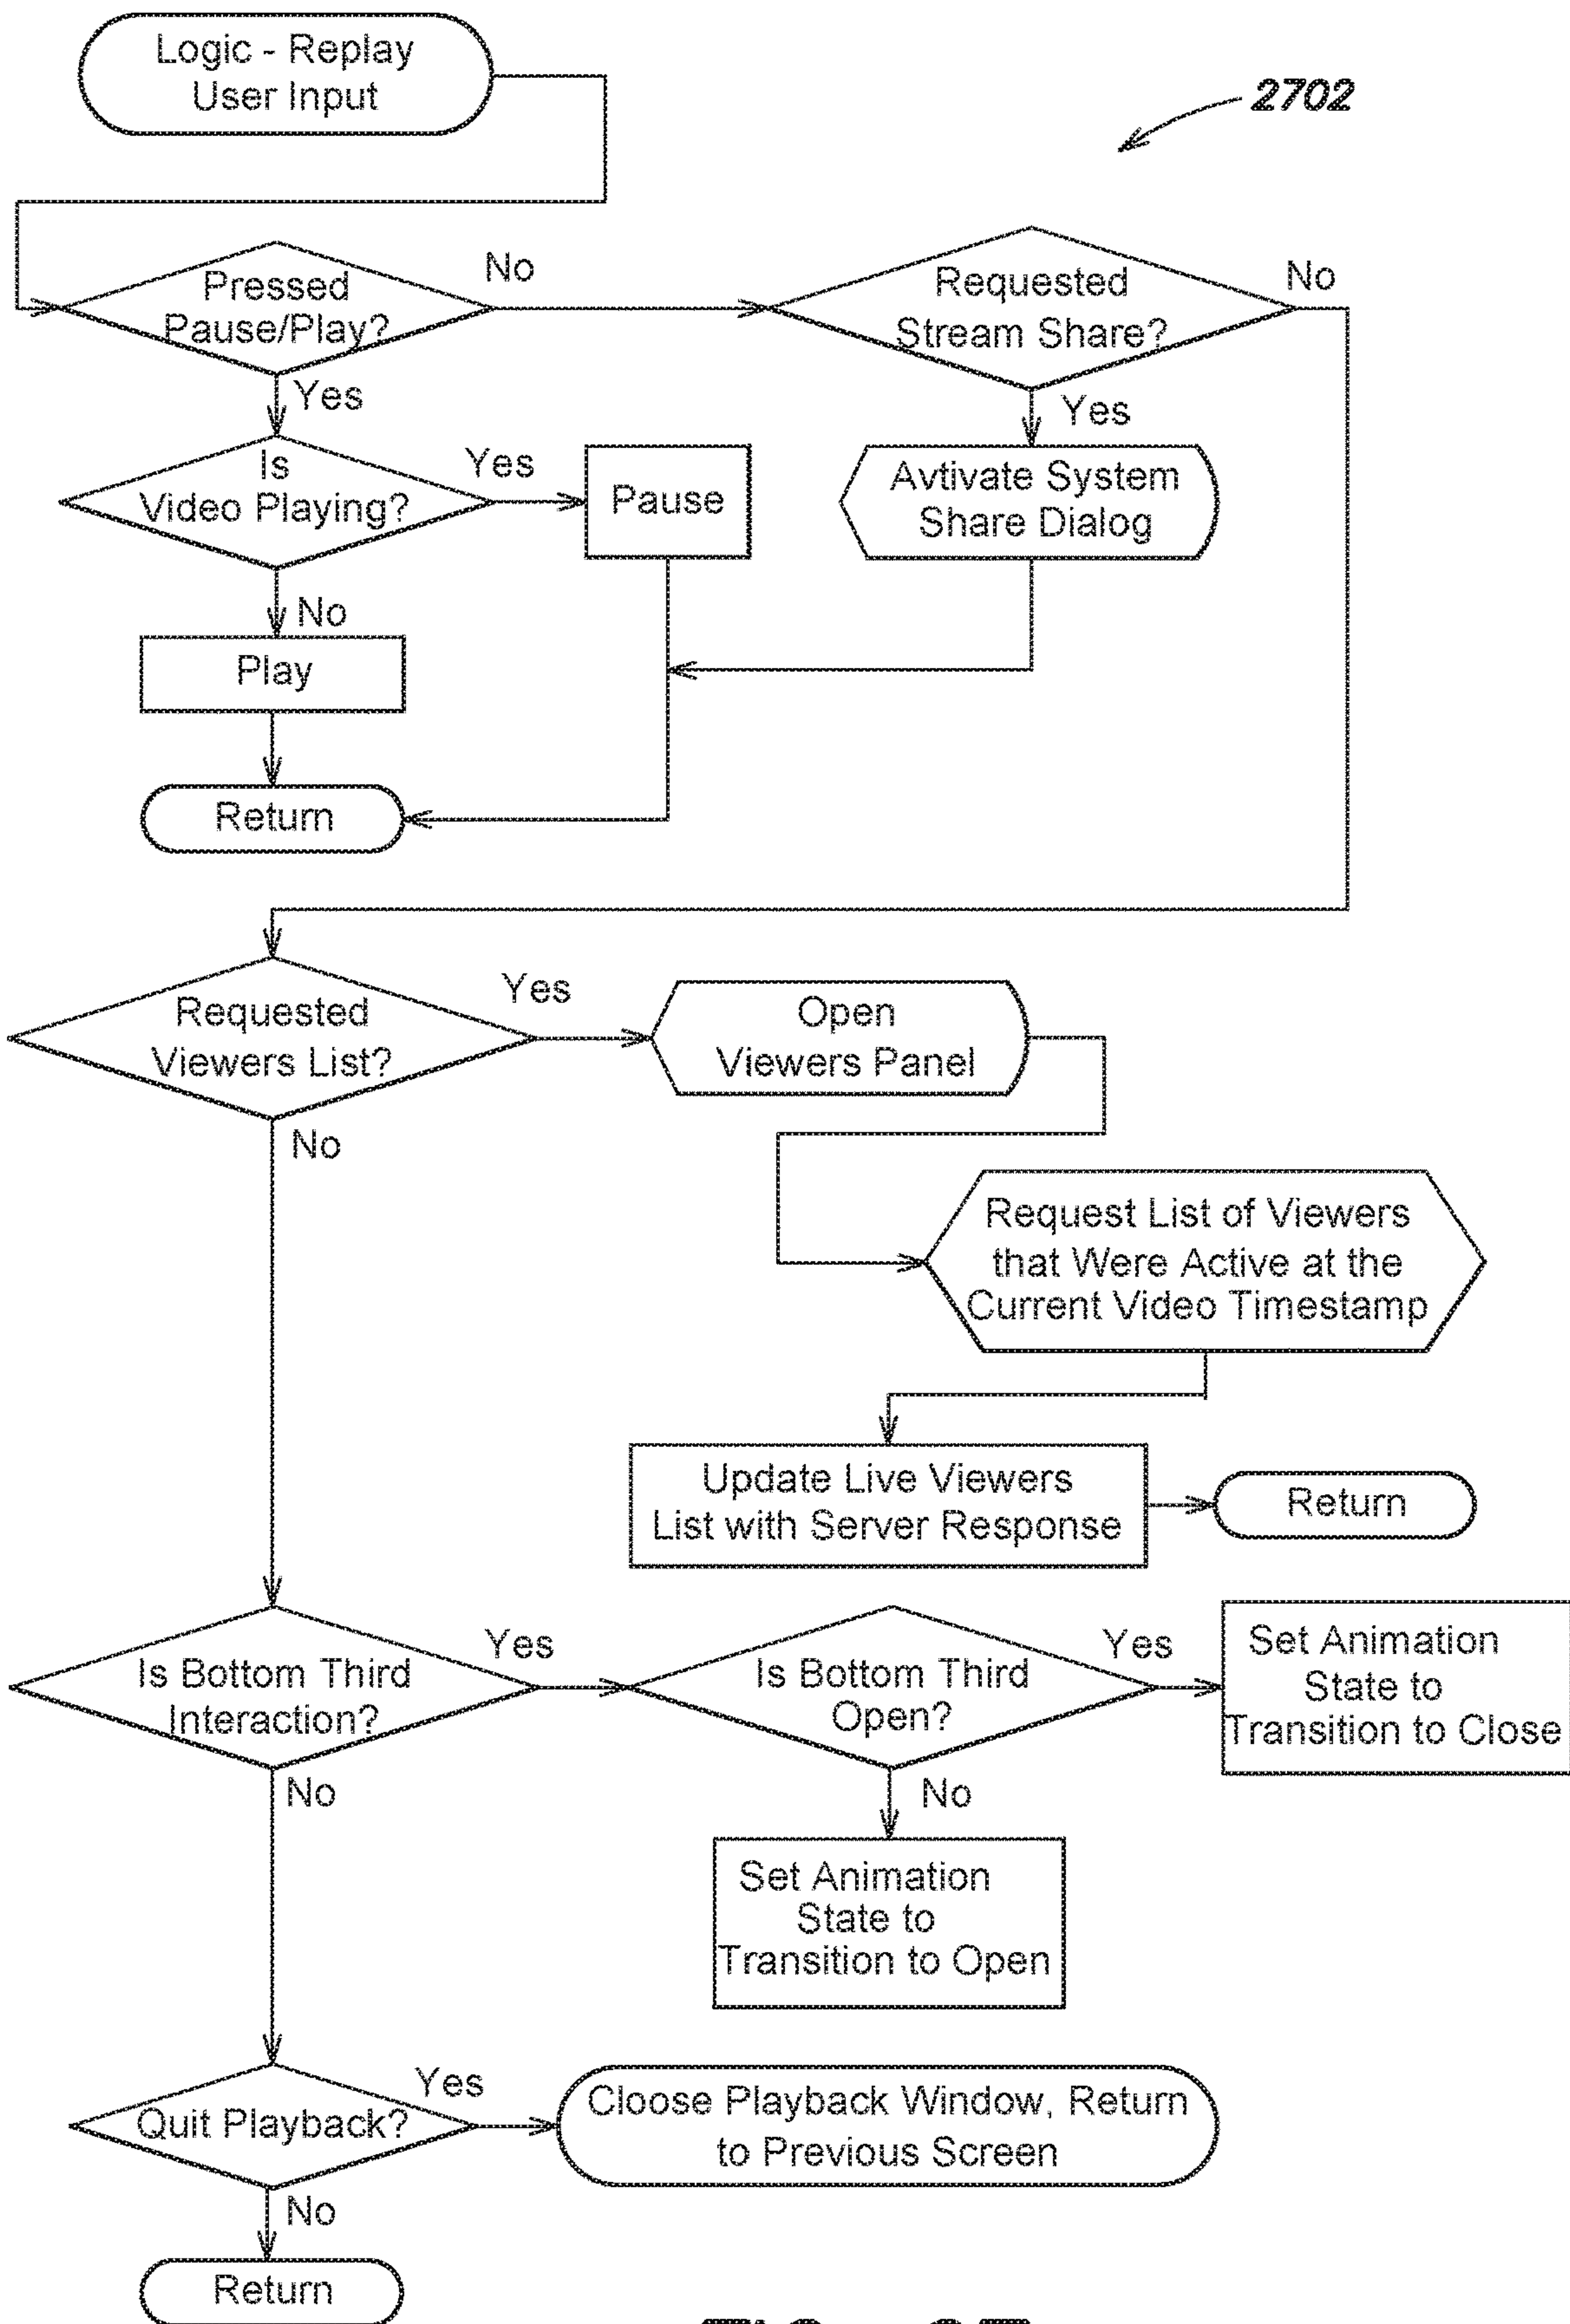 Logic - Replay
User Input
2702
Pressed
Pause/Play?
No
Requested
Stream Share?
No
Yes
Yes
Is
Video Playing?
Yes
Pause
Avtivate System
Share Dialog
No
Play
Return
Requested
Viewers List?
Yes
Open
Viewers Panel
No
Request List of Viewers
that Were Active at the
Current Video Timestamp
Update Live Viewers
List with Server Response
Return
Is Bottom Third
Interaction?
Yes
Is Bottom Third
Open?
Yes
Set Animation
State to
Transition to Close
No
No
Set Animation
State to
Transition to Open
Quit Playback?
Yes
Cloose Playback Window, Return
to Previous Screen
No
Return